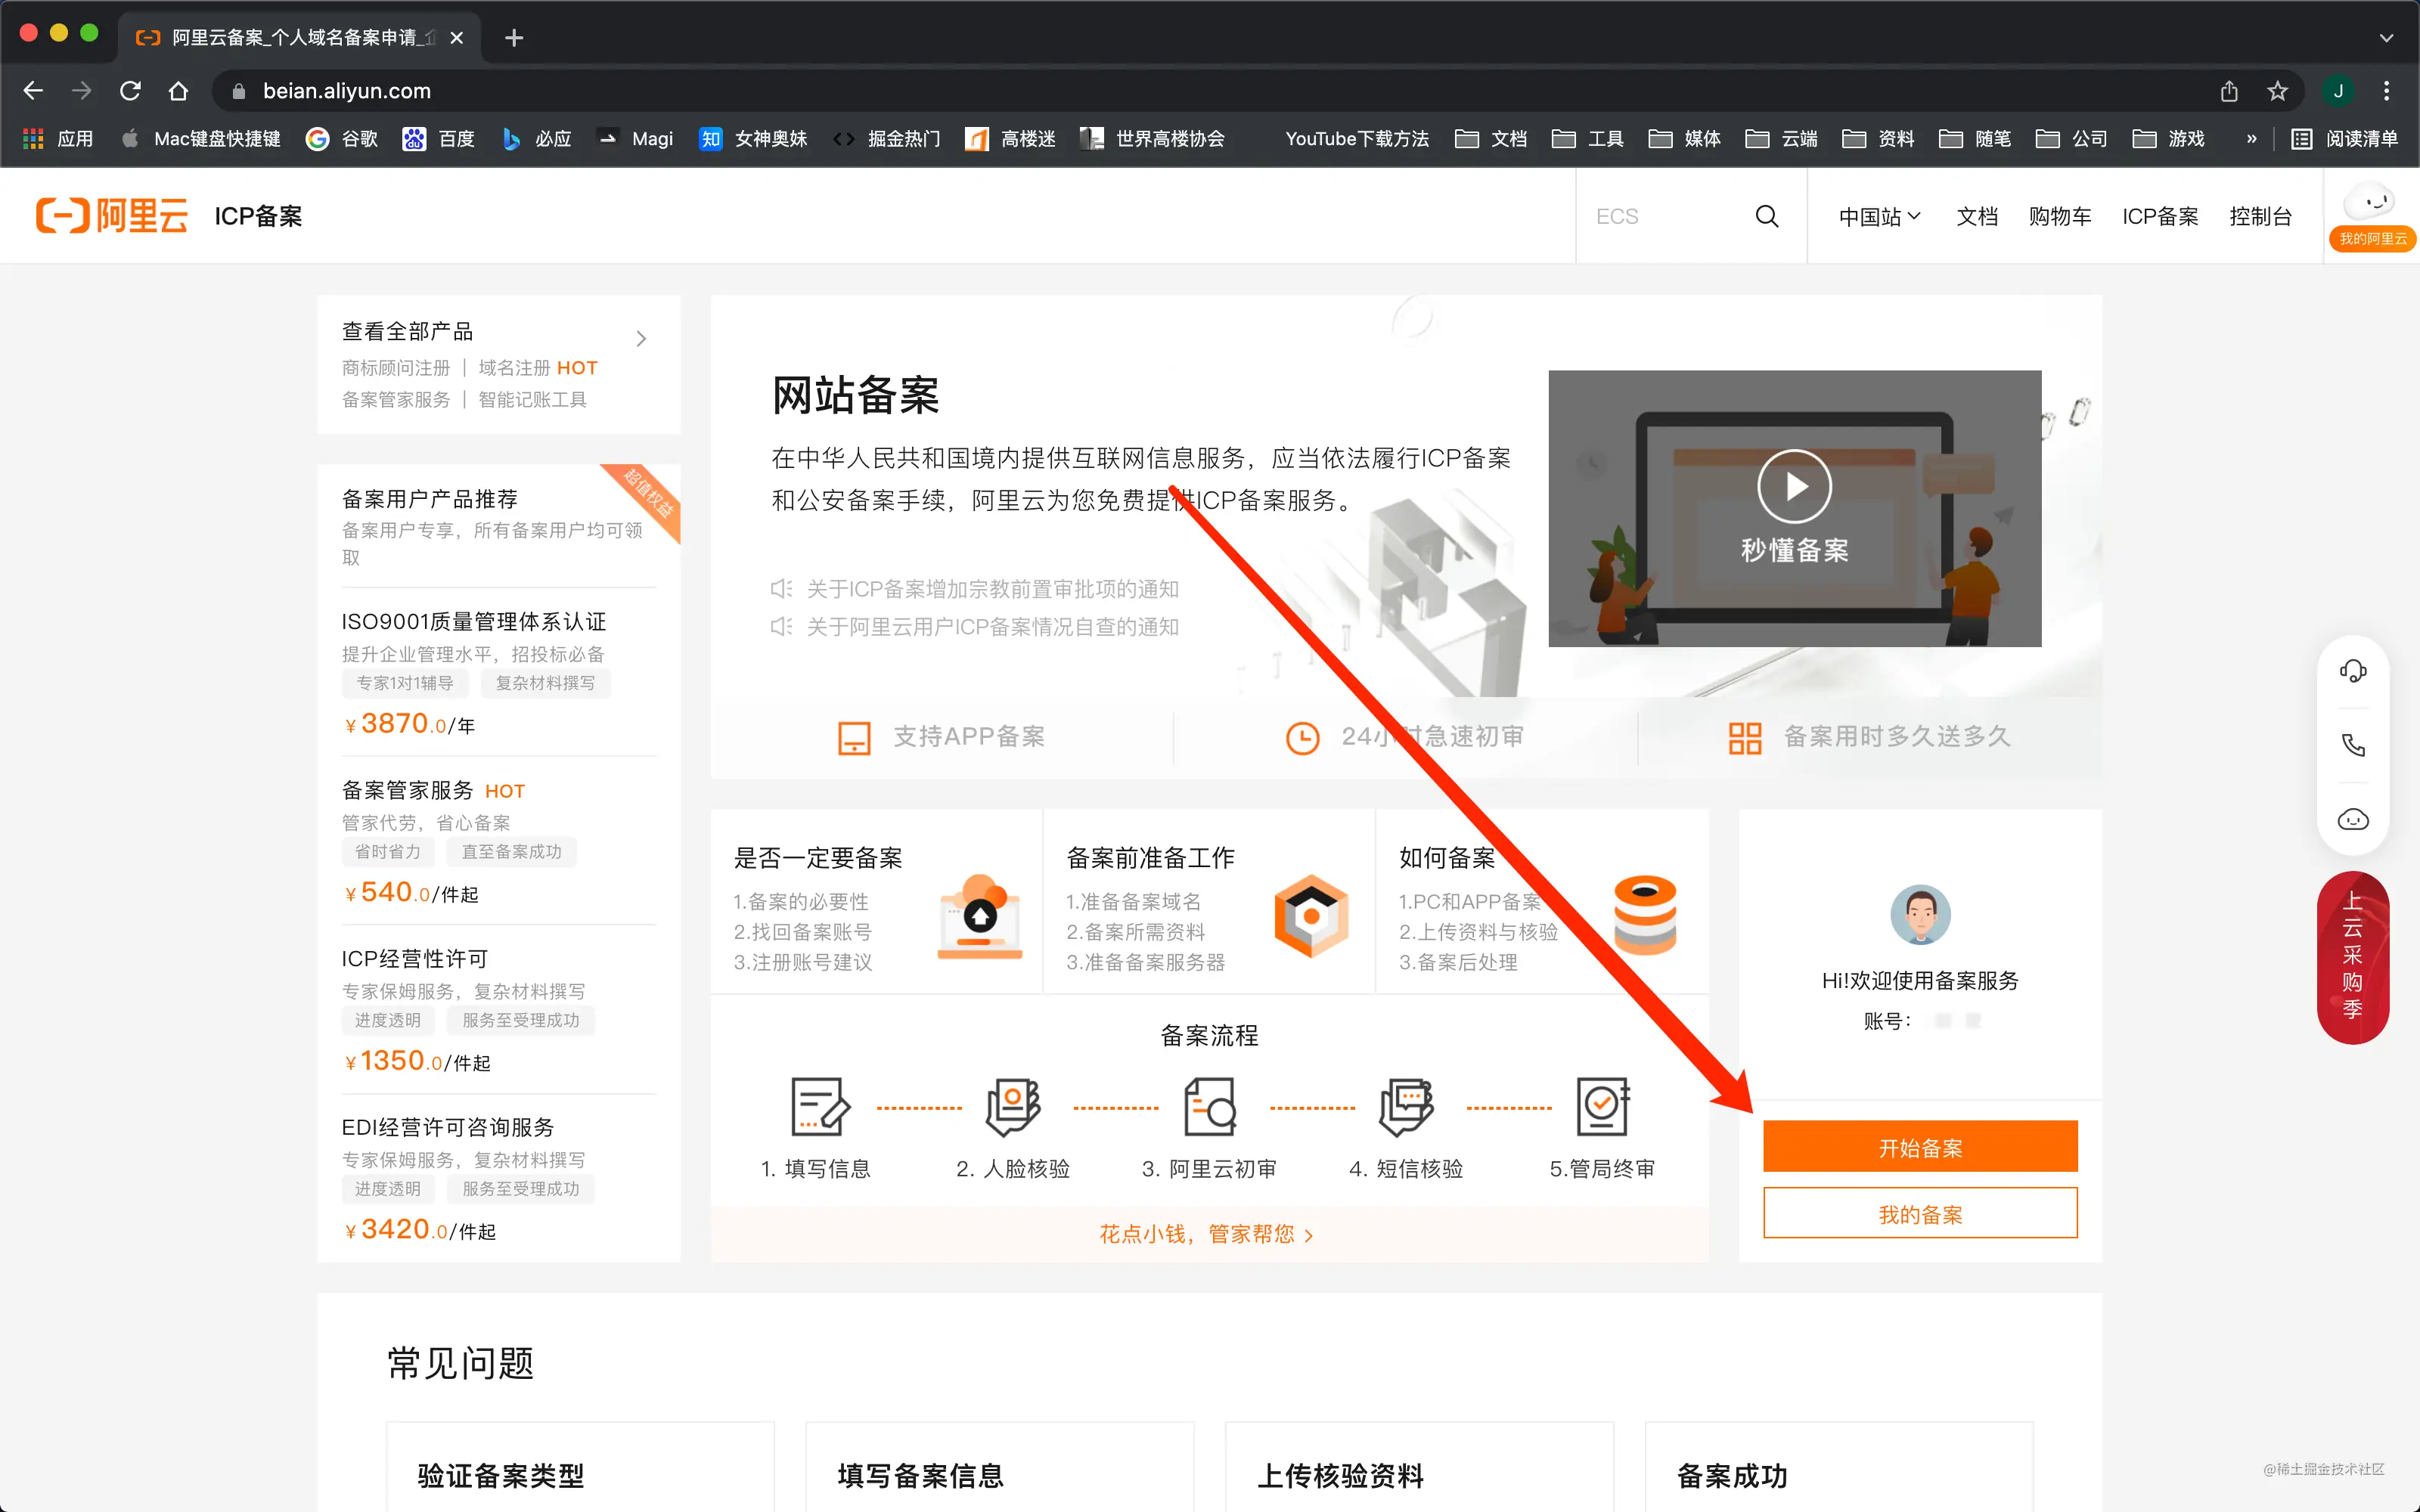 阿里云备案_个人域名备案申请_企
beian.aliyun.com
J
应用
Mac键盘快捷键
谷歌
百度
必应
Magi
知
女神奥妹
掘金热门
高楼迷
世界高楼协会
YouTube下载方法
文档
工具
媒体
云端
资料
随笔
公司
游戏
»
阅读清单
阿里云
ICP备案
ECS
中国站
文档
购物车
ICP备案
控制台
我的阿里云
查看全部产品
商标顾问注册 | 域名注册 HOT
备案管家服务 | 智能记账工具
超值权益
备案用户产品推荐
备案用户专享，所有备案用户均可领
取
ISO9001质量管理体系认证
提升企业管理水平，招投标必备
专家1对1辅导 复杂材料撰写
¥3870.0/年
备案管家服务 HOT
管家代劳，省心备案
省时省力 直至备案成功
¥540.0/件起
ICP经营性许可
专家保姆服务，复杂材料撰写
进度透明 服务至受理成功
¥1350.0/件起
EDI经营许可咨询服务
专家保姆服务，复杂材料撰写
进度透明 服务至受理成功
¥3420.0/件起
网站备案
在中华人民共和国境内提供互联网信息服务，应当依法履行ICP备案
和公安备案手续，阿里云为您免费提供ICP备案服务。
关于ICP备案增加宗教前置审批项的通知
关于阿里云用户ICP备案情况自查的通知
秒懂备案
支持APP备案
24小时急速初审
备案用时多久送多久
是否一定要备案
1.备案的必要性
2.找回备案账号
3.注册账号建议
备案前准备工作
1.准备备案域名
2.备案所需资料
3.准备备案服务器
如何备案
1.PC和APP备案
2.上传资料与核验
3.备案后处理
备案流程
1. 填写信息
2. 人脸核验
3. 阿里云初审
4. 短信核验
5.管局终审
花点小钱，管家帮您 >
Hi!欢迎使用备案服务
账号：
开始备案
我的备案
上云采购季
常见问题
验证备案类型
填写备案信息
上传核验资料
备案成功
@稀土掘金技术社区